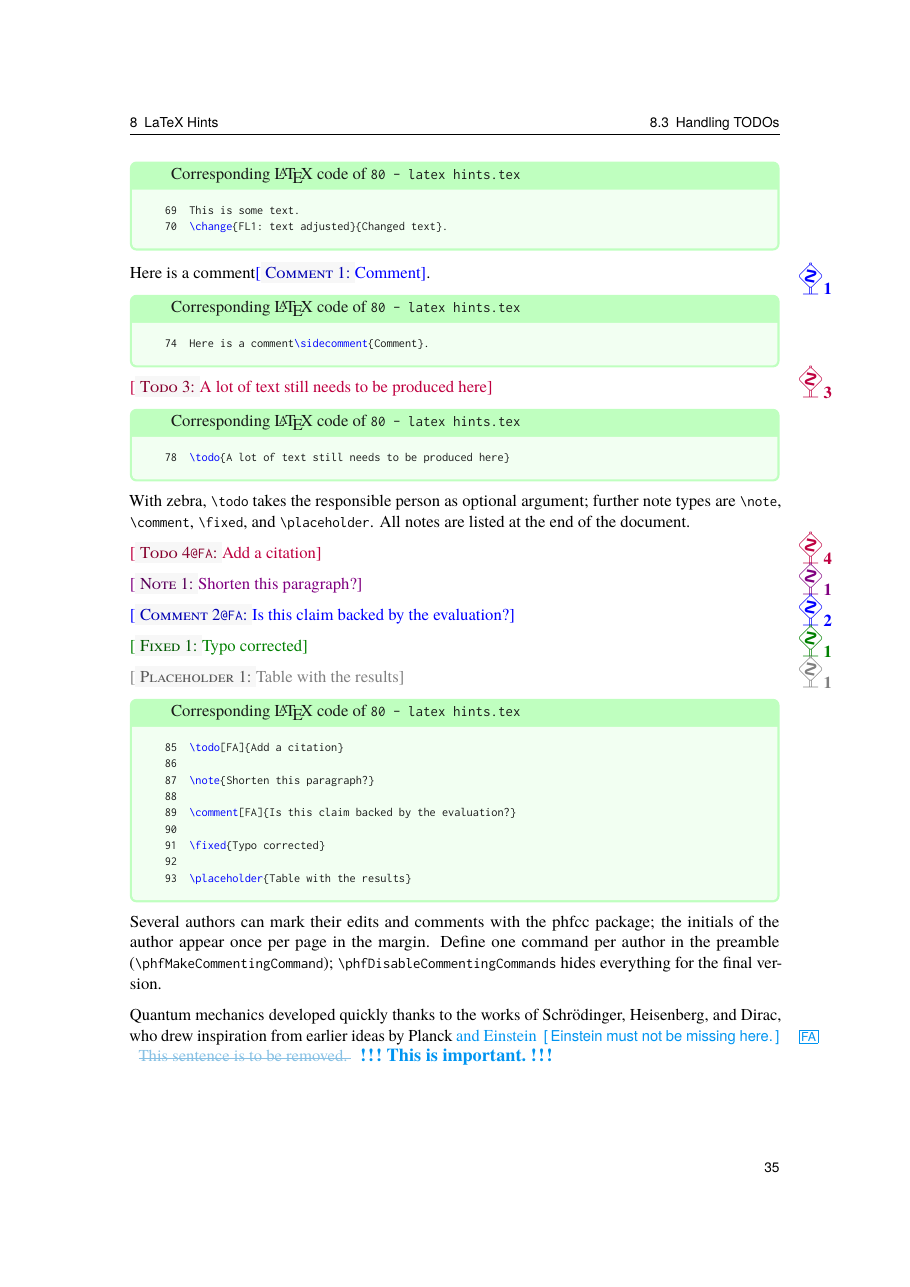 8 LaTeX Hints 8.3 Handling TODOs
Corresponding LATEX code of 80 - latex hints.tex
69 This is some text.
70 \change{FL1: text adjusted}{Changed text}.
Here is a comment[ COMMENT 1: Comment]. 1
Corresponding LATEX code of 80 - latex hints.tex
74 Here is a comment\sidecomment{Comment}.
[ TODO 3: A lot of text still needs to be produced here] 3
Corresponding LATEX code of 80 - latex hints.tex
78 \todo{A lot of text still needs to be produced here}
With zebra, \todo takes the responsible person as optional argument; further note types are \note,
\comment, \fixed, and \placeholder. All notes are listed at the end of the document.
[ TODO 4@FA: Add a citation] 4
[ NOTE 1: Shorten this paragraph?] 1
[ COMMENT 2@FA: Is this claim backed by the evaluation?] 2
[ FIXED 1: Typo corrected] 1
[ PLACEHOLDER 1: Table with the results] 1
Corresponding LATEX code of 80 - latex hints.tex
85 \todo[FA]{Add a citation}
86
87 \note{Shorten this paragraph?}
88
89 \comment[FA]{Is this claim backed by the evaluation?}
90
91 \fixed{Typo corrected}
92
93 \placeholder{Table with the results}
Several authors can mark their edits and comments with the phfcc package; the initials of the
author appear once per page in the margin. Define one command per author in the preamble
(\phfMakeCommentingCommand); \phfDisableCommentingCommands hides everything for the final ver-
sion.
Quantum mechanics developed quickly thanks to the works of Schrödinger, Heisenberg, and Dirac,
who drew inspiration from earlier ideas by Planck and Einstein [ Einstein must not be missing here. ] FA
This sentence is to be removed. !!! This is important. !!!
35